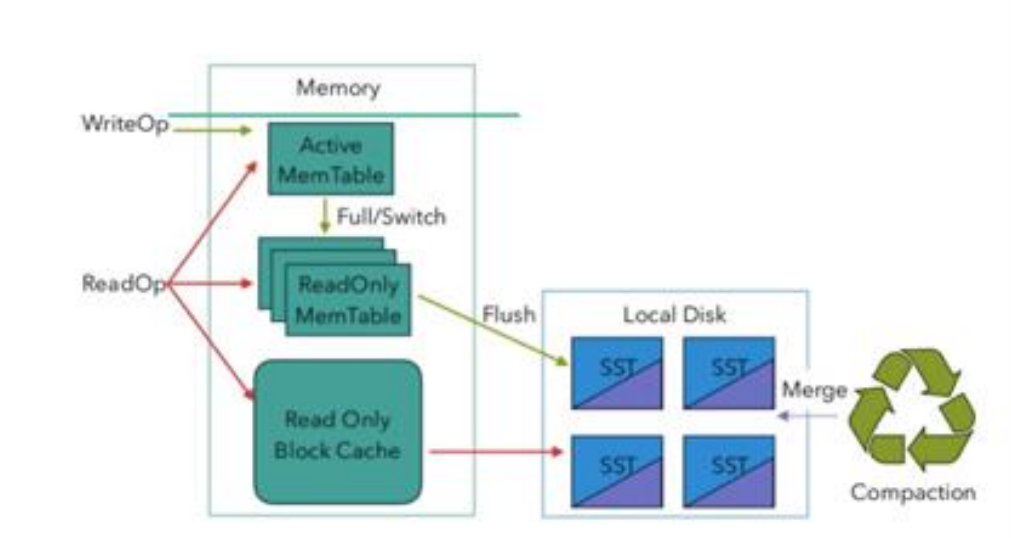 Memory
WriteOp
Active
MemTable
Full/Switch
ReadOp
ReadOnly
MemTable
Flush
Local Disk
SST
SST
Merge
Read Only
Block Cache
SST
SST
Compaction